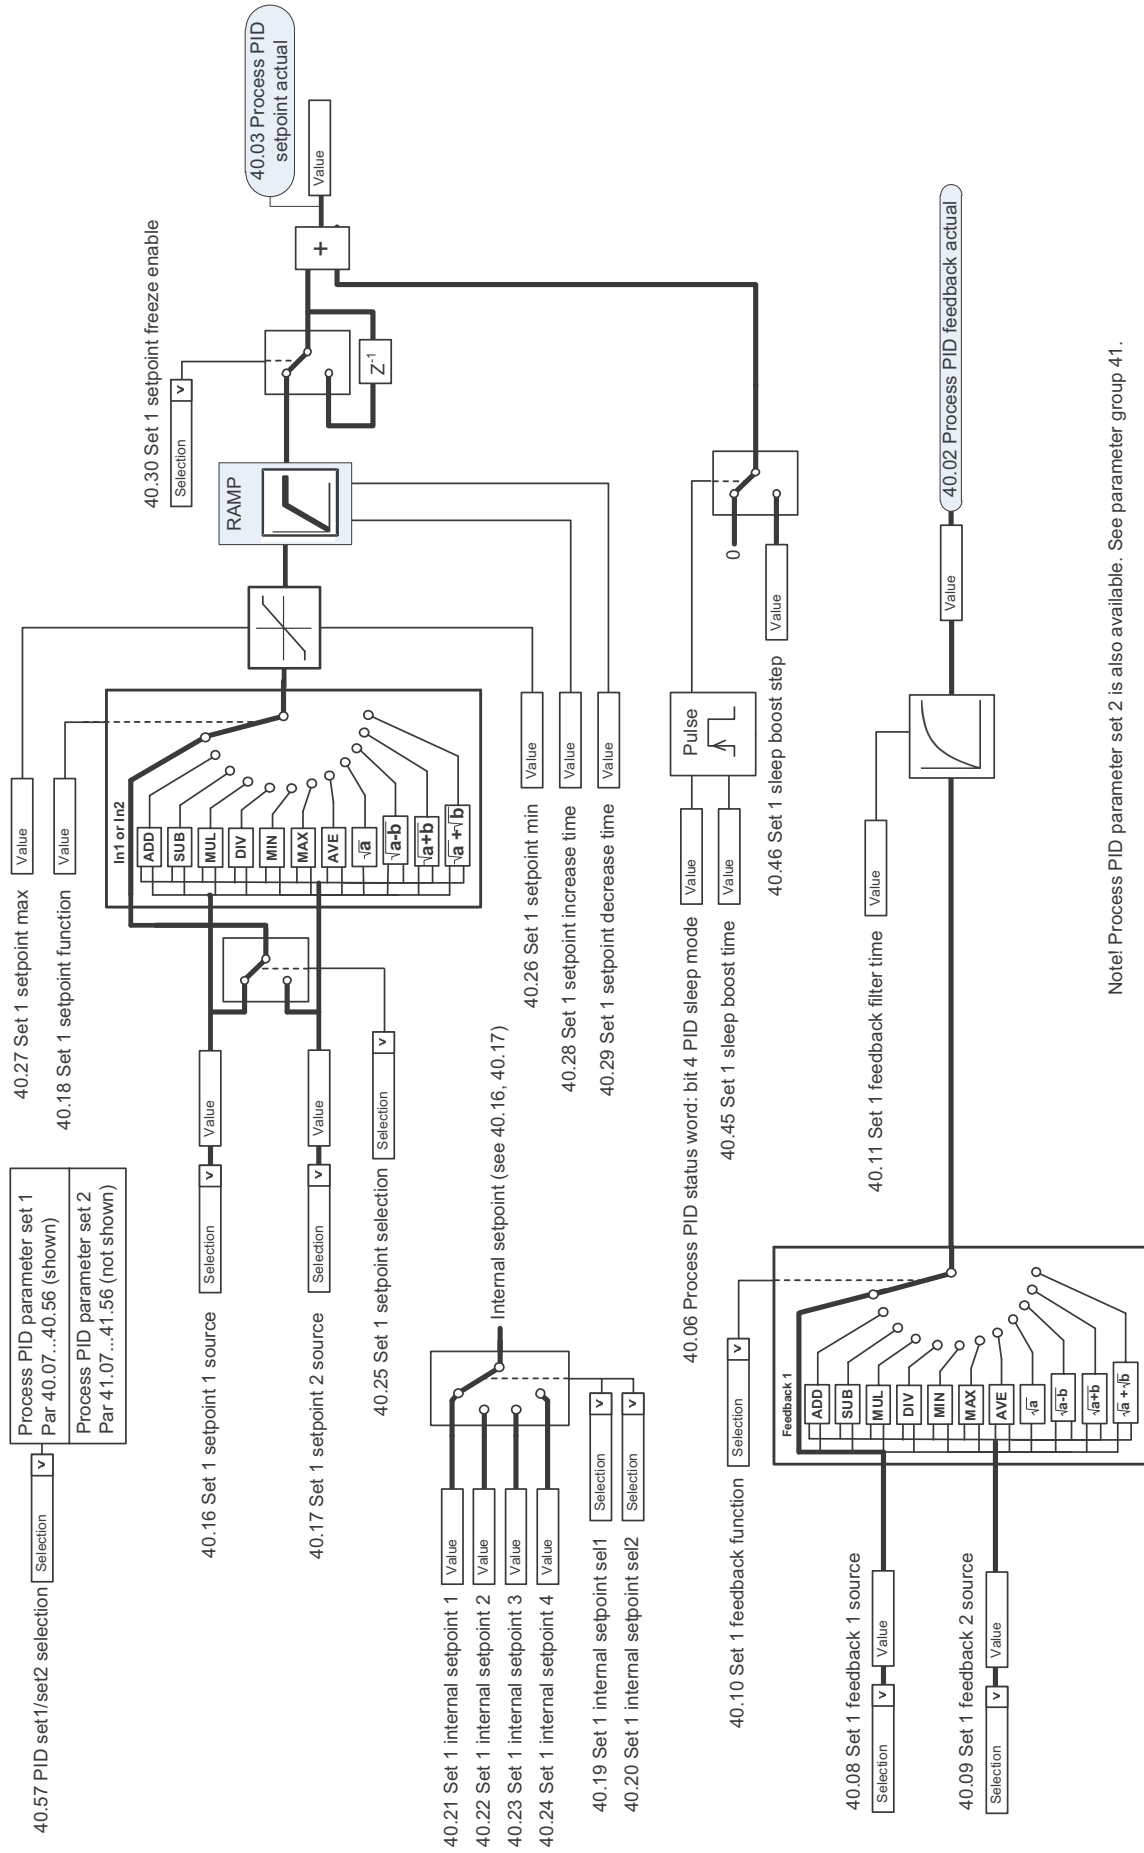 40.57 PID set1/set2 selection
Selection
v
Process PID parameter set 1
Par 40.07...40.56 (shown)
Process PID parameter set 2
Par 41.07...41.56 (not shown)
40.27 Set 1 setpoint max
Value
40.18 Set 1 setpoint function
Value
40.16 Set 1 setpoint 1 source
Selection
v
Value
40.17 Set 1 setpoint 2 source
Selection
v
Value
40.25 Set 1 setpoint selection
Selection
v
In1 or In2
ADD
SUB
MUL
DIV
MIN
MAX
AVE
√a
√a-b
√a+b
√a +√b
RAMP
40.30 Set 1 setpoint freeze enable
Selection
v
Z-1
+
40.03 Process PID
setpoint actual
Value
40.21 Set 1 internal setpoint 1
Value
40.22 Set 1 internal setpoint 2
Value
40.23 Set 1 internal setpoint 3
Value
40.24 Set 1 internal setpoint 4
Value
Internal setpoint (see 40.16, 40.17)
40.19 Set 1 internal setpoint sel1
Selection
v
40.20 Set 1 internal setpoint sel2
Selection
v
40.26 Set 1 setpoint min
Value
40.28 Set 1 setpoint increase time
Value
40.29 Set 1 setpoint decrease time
Value
40.06 Process PID status word: bit 4 PID sleep mode
Value
40.45 Set 1 sleep boost time
Value
Pulse
0
40.46 Set 1 sleep boost step
Value
40.10 Set 1 feedback function
Selection
v
40.08 Set 1 feedback 1 source
Selection
v
Value
40.09 Set 1 feedback 2 source
Selection
v
Value
Feedback 1
ADD
SUB
MUL
DIV
MIN
MAX
AVE
√a
√a-b
√a+b
√a +√b
40.11 Set 1 feedback filter time
Value
Value
40.02 Process PID feedback actual
Note! Process PID parameter set 2 is also available. See parameter group 41.